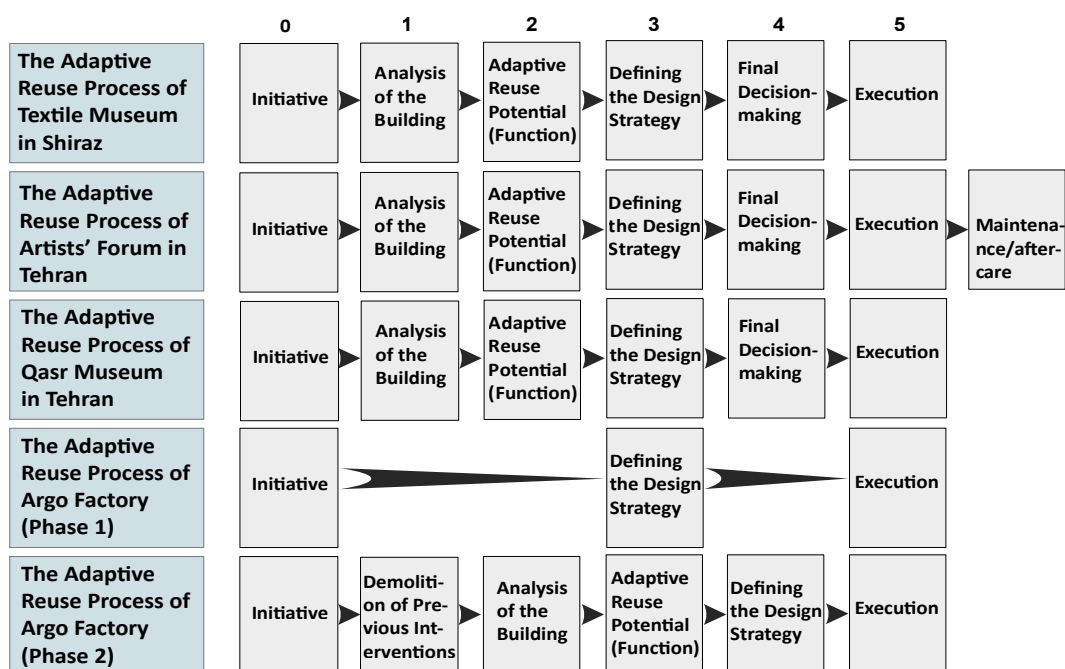 0 1 2 3 4 5
The Adaptive
Reuse Process of
Textile Museum
in Shiraz
Initiative
Analysis
of the
Building
Adaptive
Reuse
Potential
(Function)
Defining
the Design
Strategy
Final
Decision-
making
Execution
The Adaptive
Reuse Process of
Artists’ Forum in
Tehran
Initiative
Analysis
of the
Building
Adaptive
Reuse
Potential
(Function)
Defining
the Design
Strategy
Final
Decision-
making
Execution
Maintena-
nce/after-
care
The Adaptive
Reuse Process of
Qasr Museum
in Tehran
Initiative
Analysis
of the
Building
Adaptive
Reuse
Potential
(Function)
Defining
the Design
Strategy
Final
Decision-
making
Execution
The Adaptive
Reuse Process of
Argo Factory
(Phase 1)
Initiative
Defining
the Design
Strategy
Execution
The Adaptive
Reuse Process of
Argo Factory
(Phase 2)
Initiative
Demoliti-
on of Pre-
vious Int-
erventions
Analysis
of the
Building
Adaptive
Reuse
Potential
(Function)
Defining
the Design
Strategy
Execution